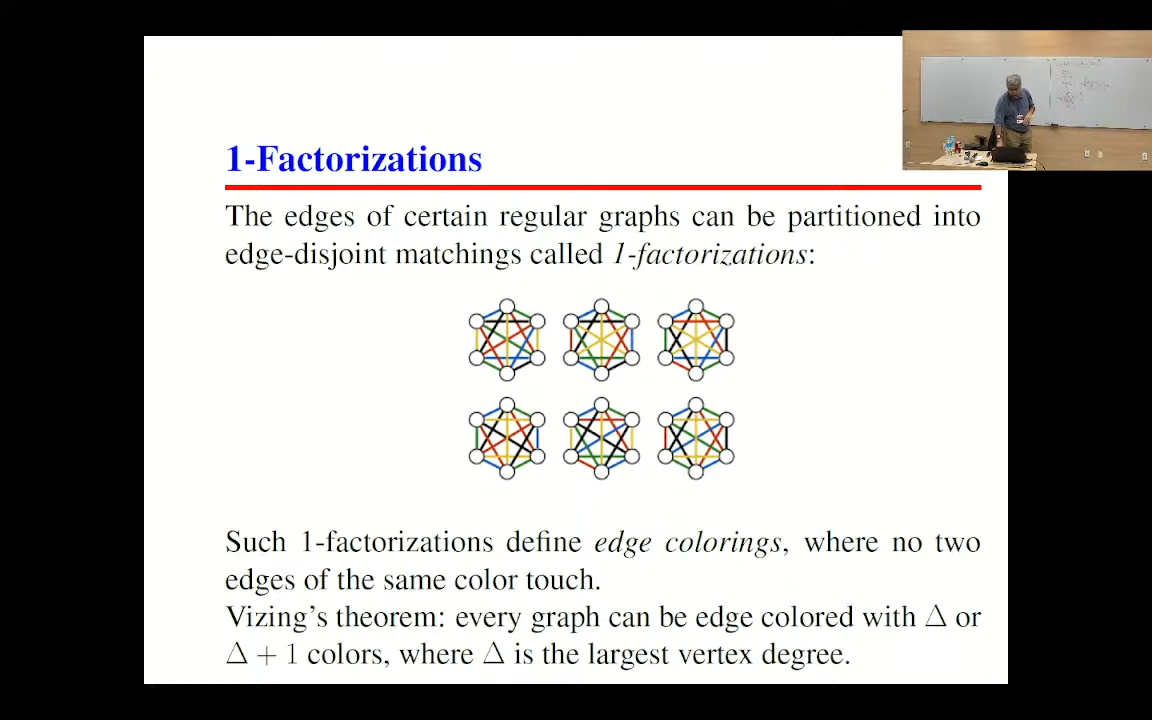 1-Factorizations
The edges of certain regular graphs can be partitioned into
edge-disjoint matchings called 1-factorizations:
Such 1-factorizations define edge colorings, where no two
edges of the same color touch.
Vizing's theorem: every graph can be edge colored with Δ or
Δ + 1 colors, where Δ is the largest vertex degree.